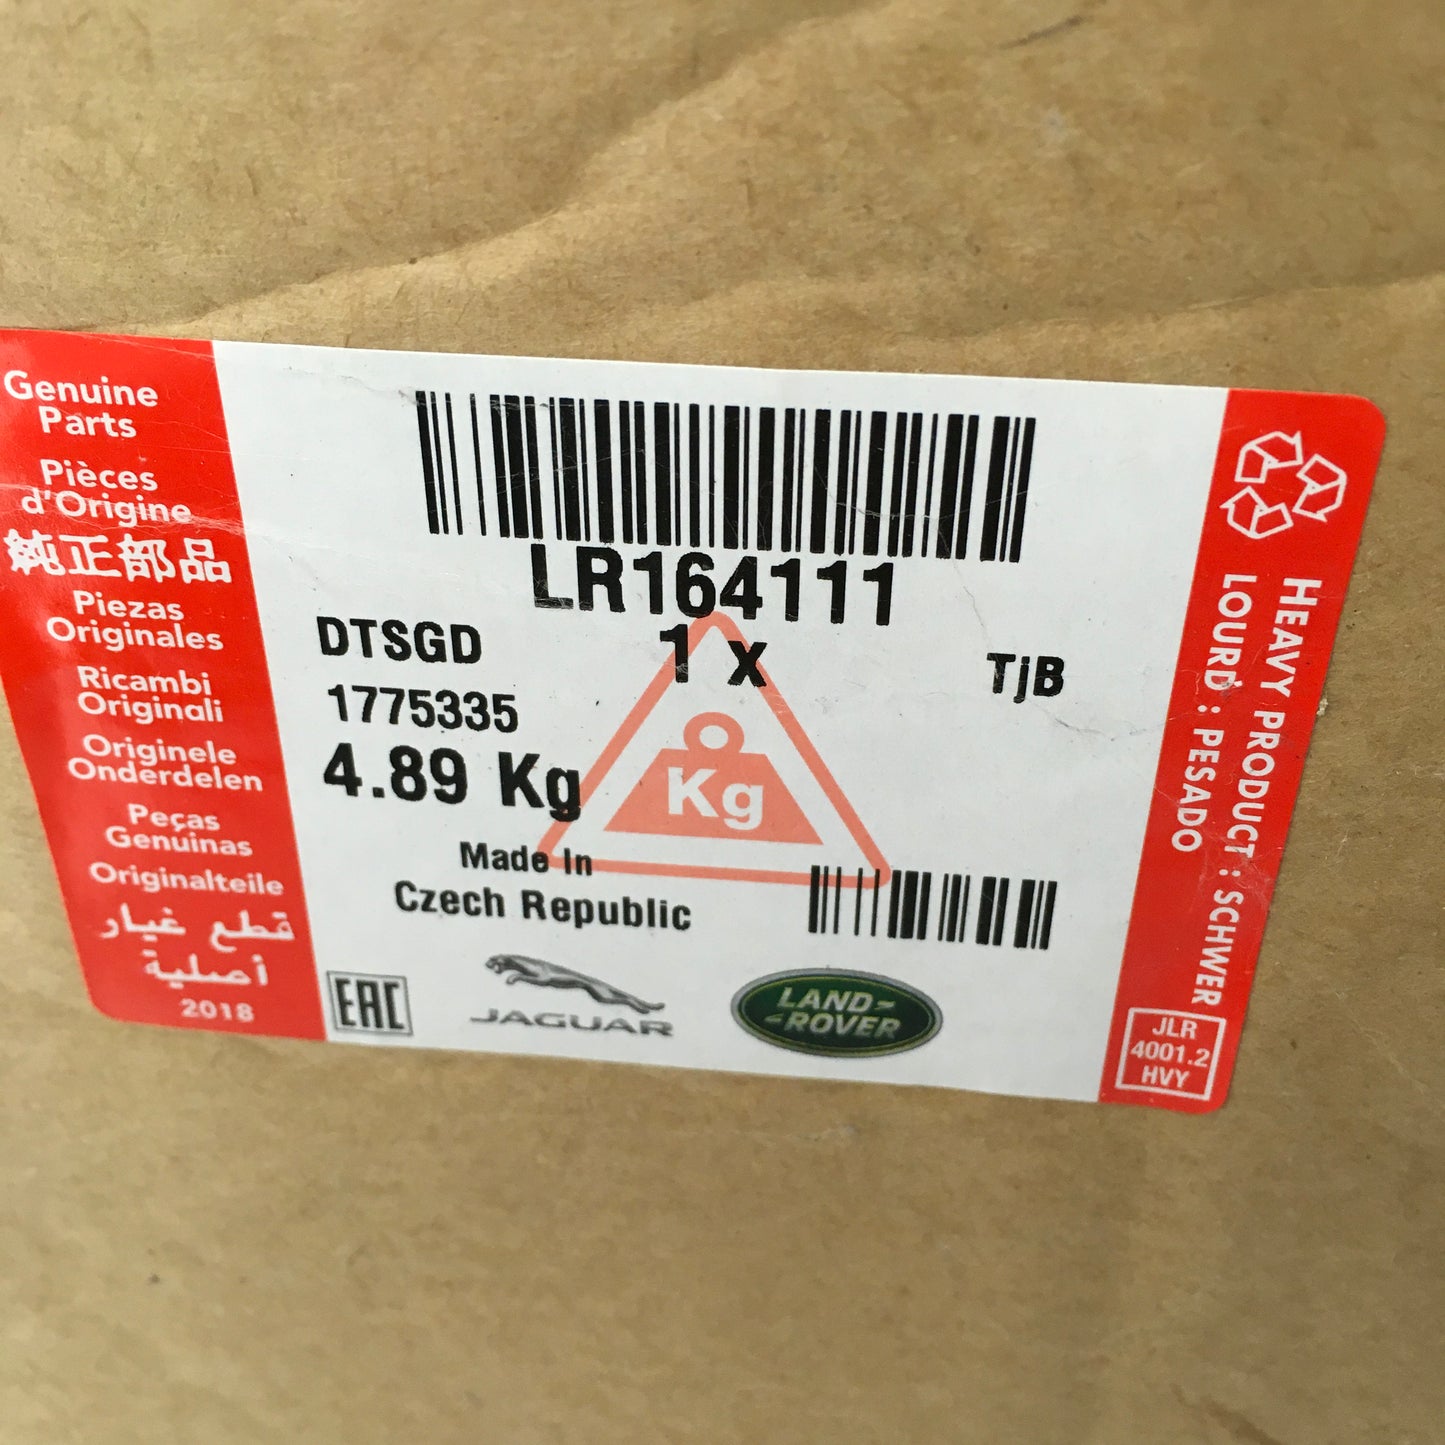 Genuine
Parts
Pièces
d'Origine
純正部品
Piezas
Originales
Ricambi
Originali
Originele
Onderdelen
Peças
Genuinas
Originalteile
قطع غيار
أصلية
2018
LR164111
DTSGD
1 x
TjB
1775335
4.89 Kg
Kg
Made In
Czech Republic
EAC
JAGUAR
LAND-
-ROVER
HEAVY PRODUCT : SCHWER
LOURD : PESADO
JLR
4001.2
HVY